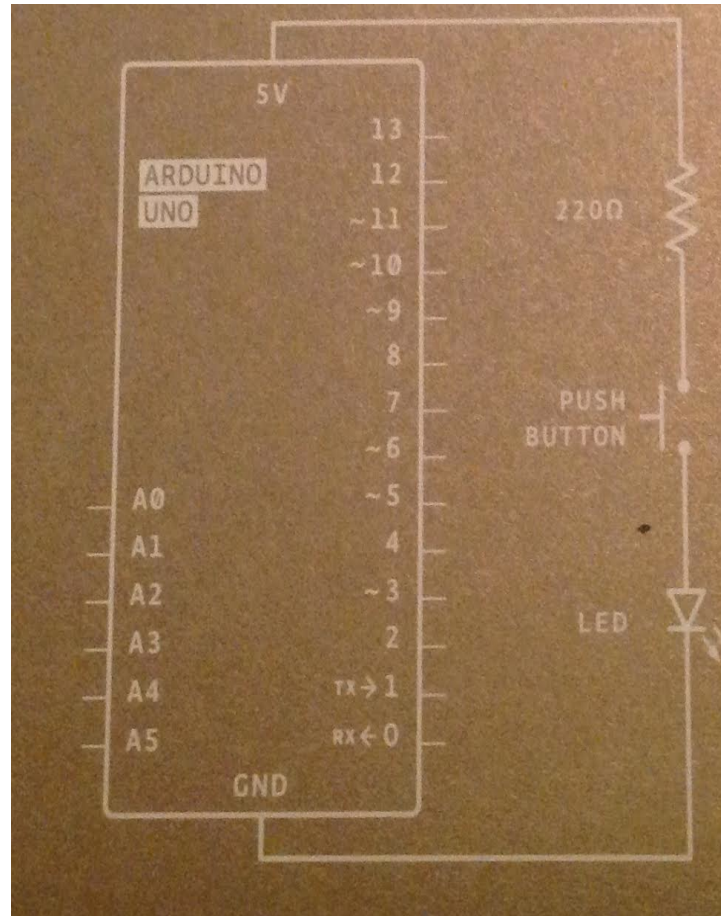 5V
ARDUINO
UNO
13
12
~11
~10
~9
8
7
~6
~5
4
~3
2
TX→1
RX←0
A0
A1
A2
A3
A4
A5
GND
220Ω
PUSH
BUTTON
LED